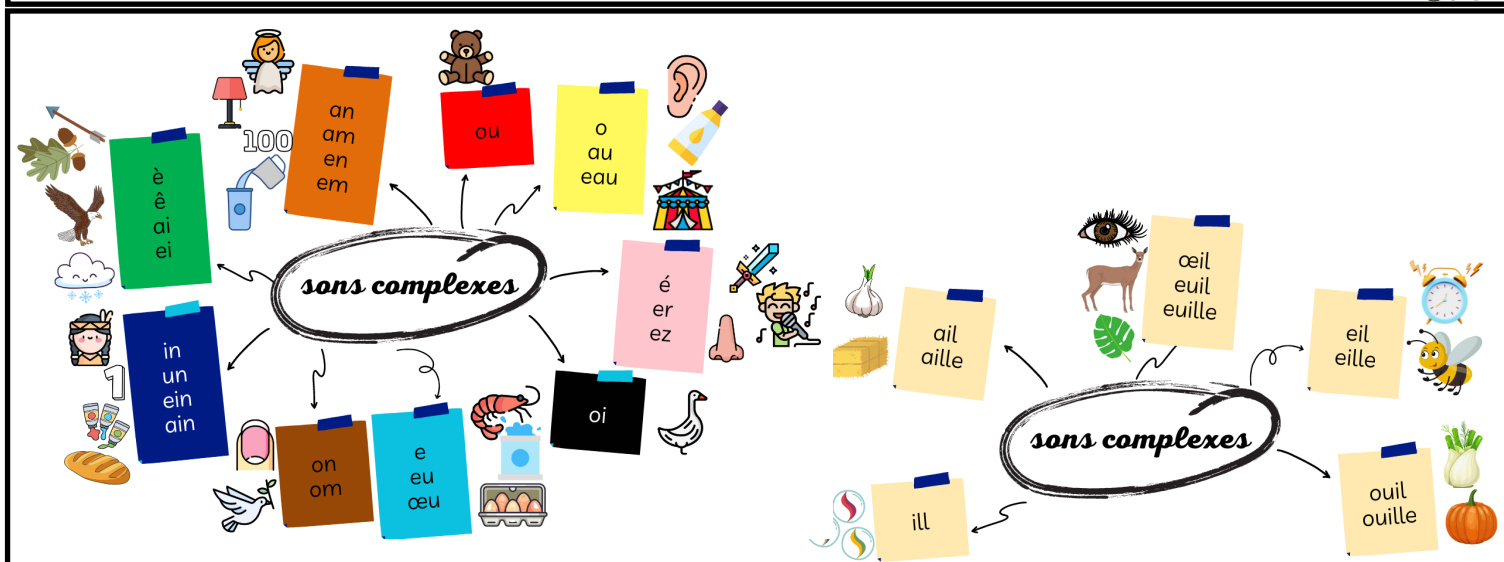 an
am
en
em
100
ou
o
au
eau
è
ê
ai
ei
sons complexes
é
er
ez
in
un
ein
ain
1
on
om
e
eu
œu
oi
œil
euil
euille
ail
aille
eil
eille
sons complexes
ouil
ouille
ill